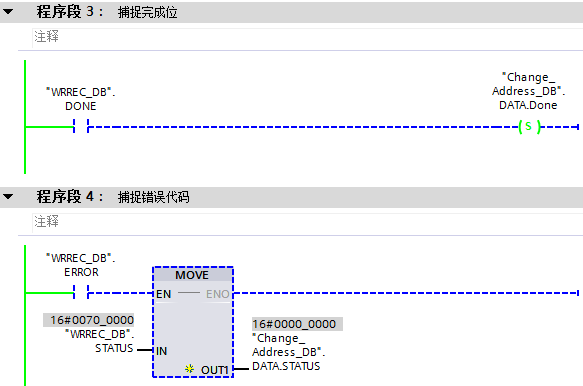 程序段 3： 捕捉完成位
注释
"WRREC_DB".
DONE
"Change_
Address_DB".
DATA.Done
S
程序段 4： 捕捉错误代码
注释
"WRREC_DB".
ERROR
MOVE
EN
ENO
16#0070_0000
"WRREC_DB".
STATUS
IN
OUT1
16#0000_0000
"Change_
Address_DB".
DATA.STATUS